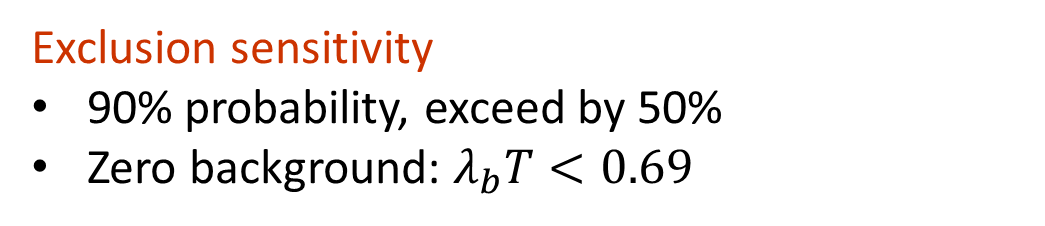 Exclusion sensitivity
• 90% probability, exceed by 50%
• Zero background: λ_b T < 0.69